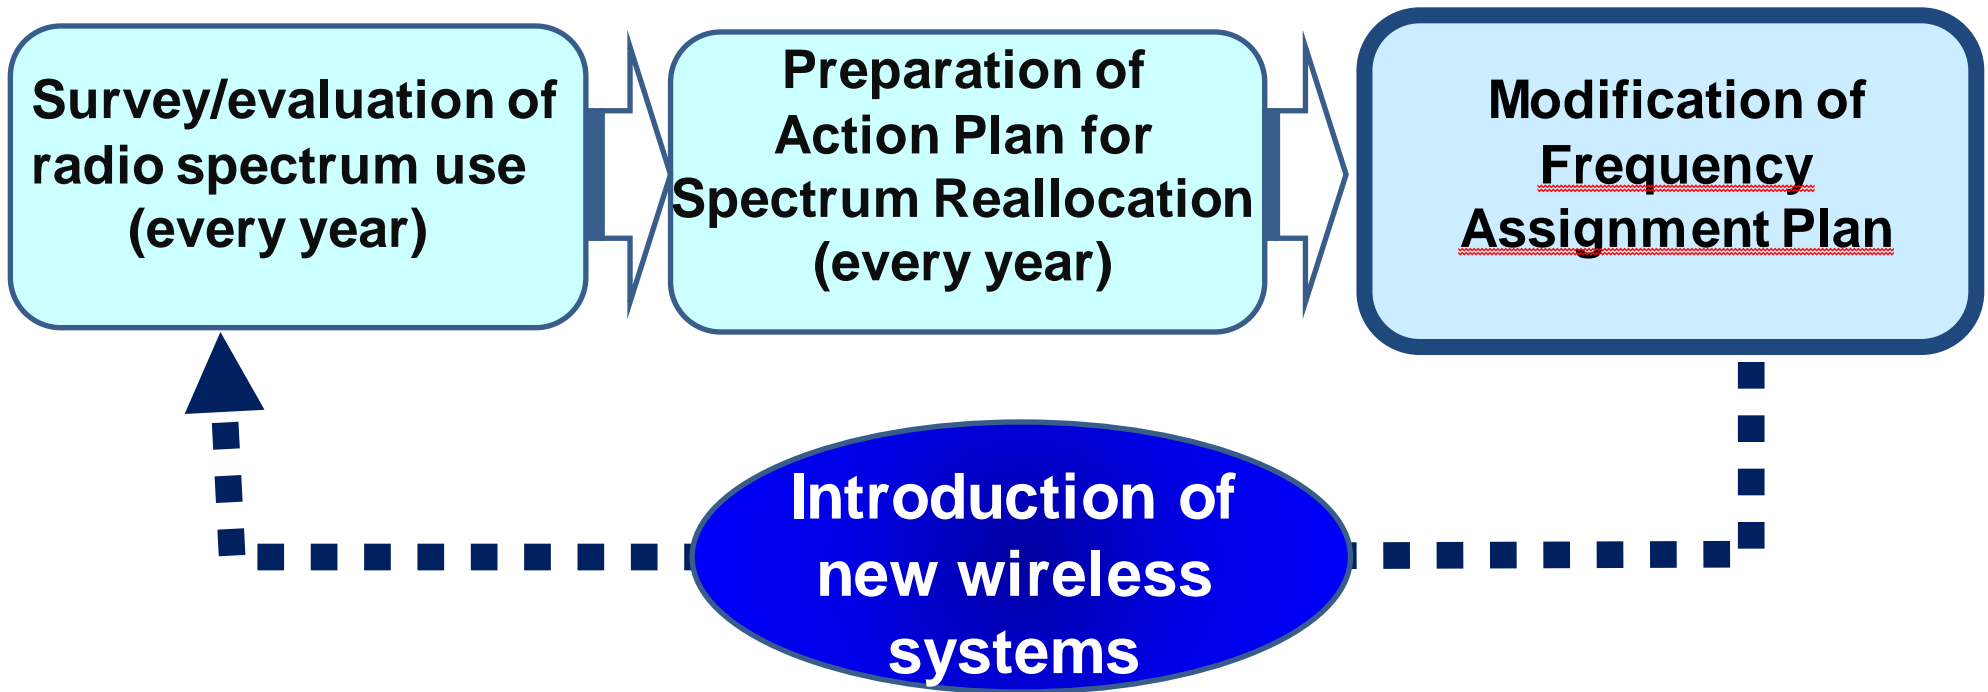 Survey/evaluation of
radio spectrum use
(every year)
Preparation of
Action Plan for
Spectrum Reallocation
(every year)
Modification of
Frequency
Assignment Plan
Introduction of
new wireless
systems